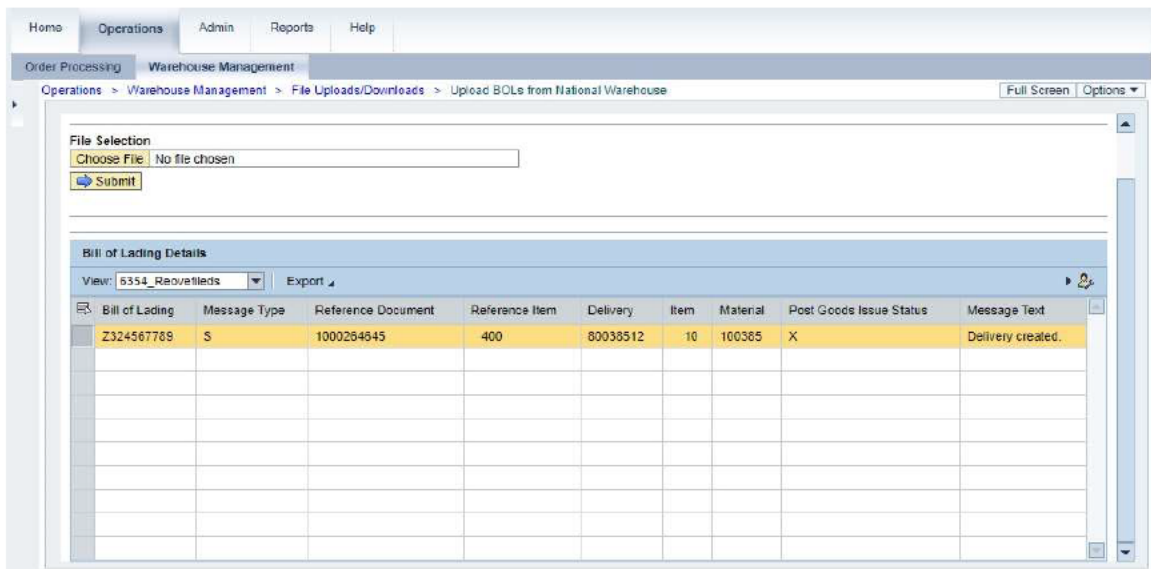 Home Operations Admin Reports Help
Order Processing Warehouse Management
Operations > Warehouse Management > File Uploads/Downloads > Upload BOLs from National Warehouse Full Screen Options
File Selection
Choose File No file chosen
Submit
Bill of Lading Details
View: 6354_Reovefileds Export
Bill of Lading Message Type Reference Document Reference Item Delivery Item Material Post Goods Issue Status Message Text
Z324567789 S 1000264645 400 80038512 10 100385 X Delivery created.